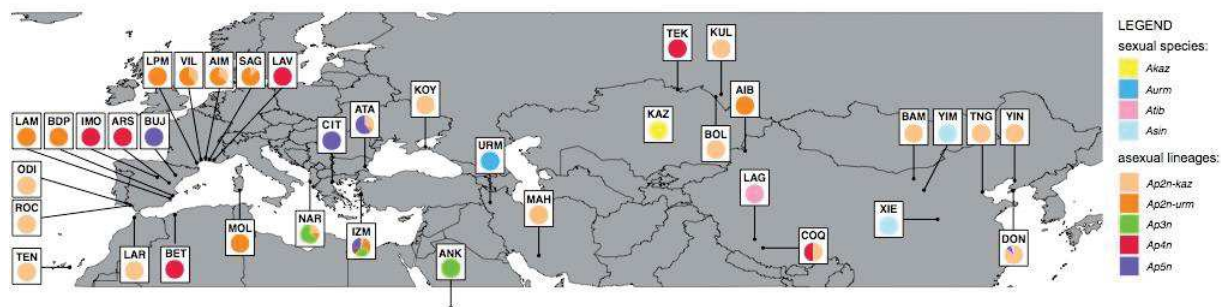 LPM VIL AIM SAG LAV
LAM BDP IMO ARS BUJ
CIT
ATA
KOY
URM
TEK
KUL
KAZ
AIB
BOL
BAM
YIM
TNG
YIN
ODI
ROC
TEN
LAR
BET
MOL
NAR
IZM
ANK
MAH
LAG
COQ
XIE
DON
LEGEND
sexual species:
Akaz
Aurm
Atib
Asin
asexual lineages:
Ap2n-kaz
Ap2n-urm
Ap3n
Ap4n
Ap5n